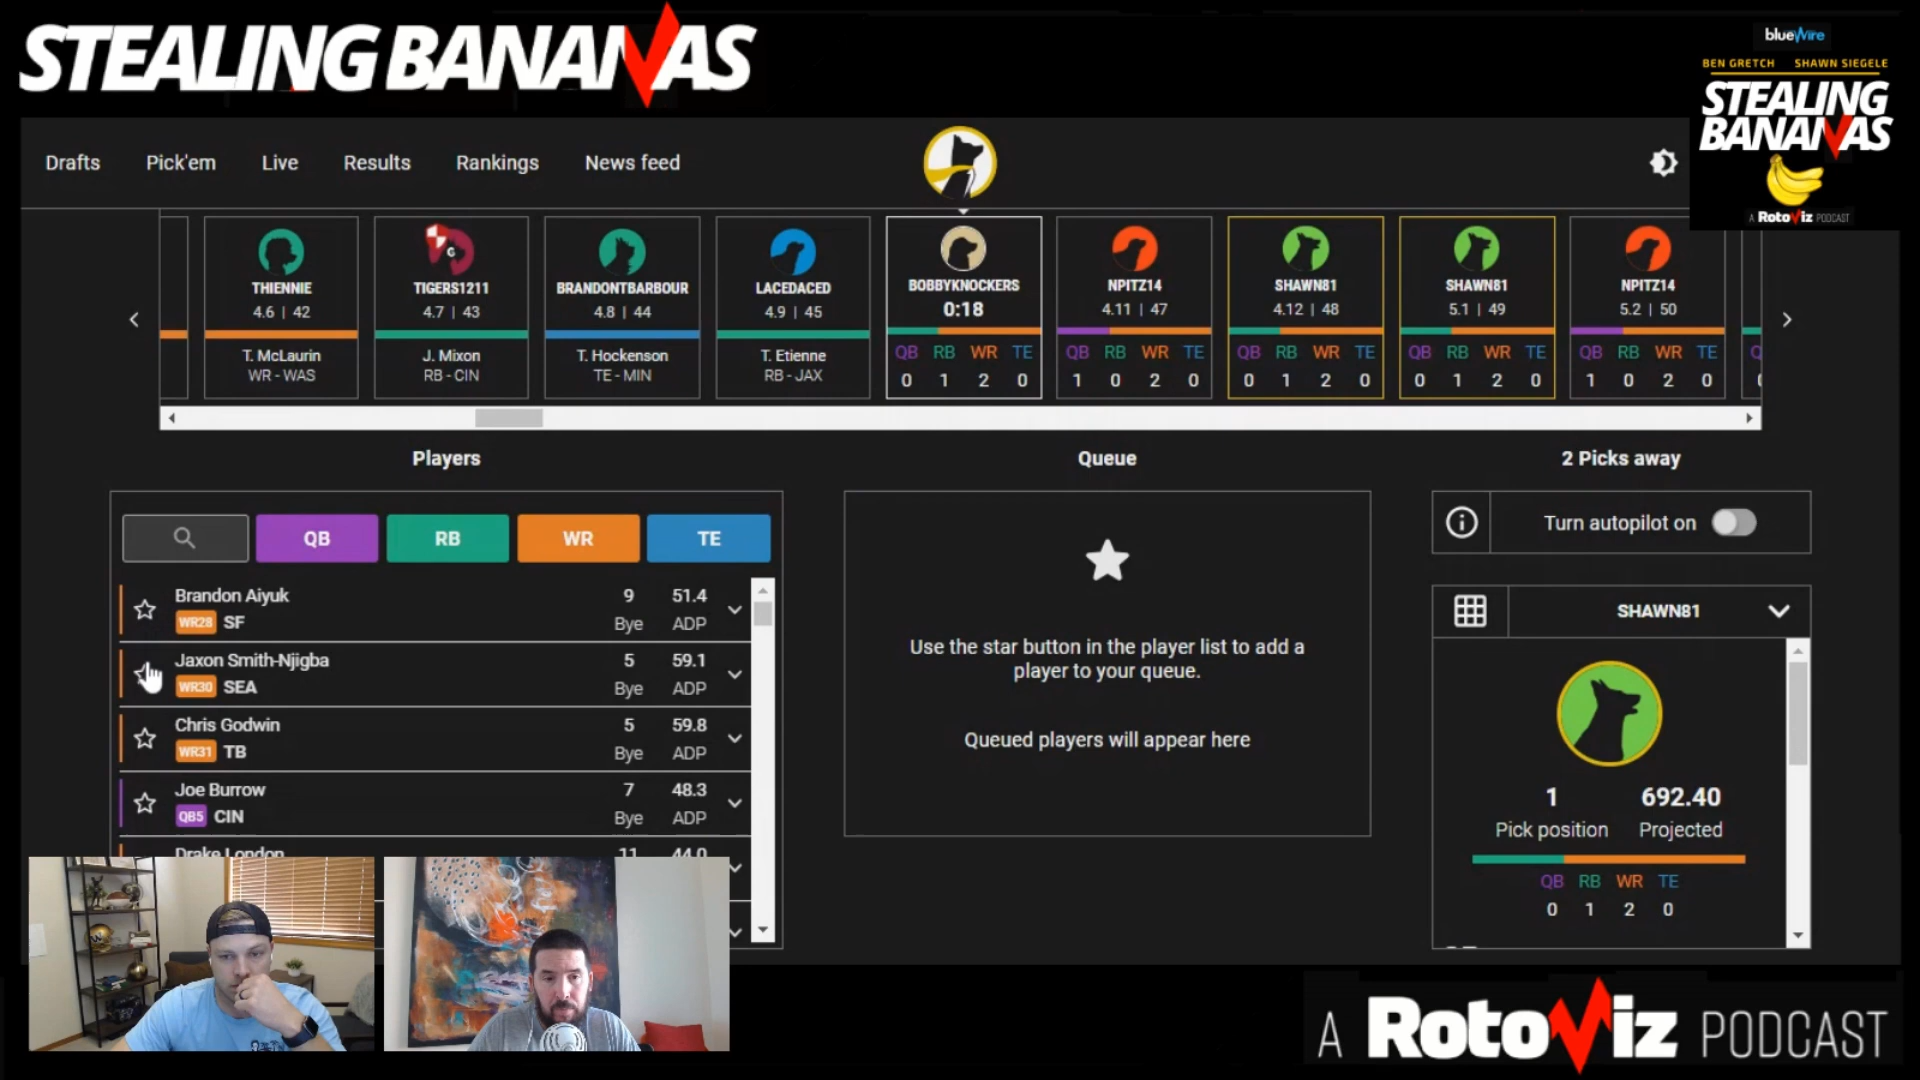 STEALING BANANAS
blueWire
BEN GRETCH SHAWN SIEGELE
STEALING
BANANAS
A RotoViz PODCAST
Drafts Pick'em Live Results Rankings News feed
THIENNIE
4.6 | 42
T. McLaurin
WR - WAS
TIGERS1211
4.7 | 43
J. Mixon
RB - CIN
BRANDONTBARBOUR
4.8 | 44
T. Hockenson
TE - MIN
LACEDACED
4.9 | 45
T. Etienne
RB - JAX
BOBBYKNOCKERS
0:18
QB RB WR TE
0 1 2 0
NPITZ14
4.11 | 47
QB RB WR TE
1 0 2 0
SHAWN81
4.12 | 48
QB RB WR TE
0 1 2 0
SHAWN81
5.1 | 49
QB RB WR TE
0 1 2 0
NPITZ14
5.2 | 50
QB RB WR TE
1 0 2 0
Players
QB RB WR TE
Brandon Aiyuk 9 51.4
WR28 SF Bye ADP
Jaxon Smith-Njigba 5 59.1
WR30 SEA Bye ADP
Chris Godwin 5 59.8
WR31 TB Bye ADP
Joe Burrow 7 48.3
QB5 CIN Bye ADP
Drake London 11 44.0
Queue
Use the star button in the player list to add a
player to your queue.
Queued players will appear here
2 Picks away
Turn autopilot on
SHAWN81
1 692.40
Pick position Projected
QB RB WR TE
0 1 2 0
A RotoViz PODCAST